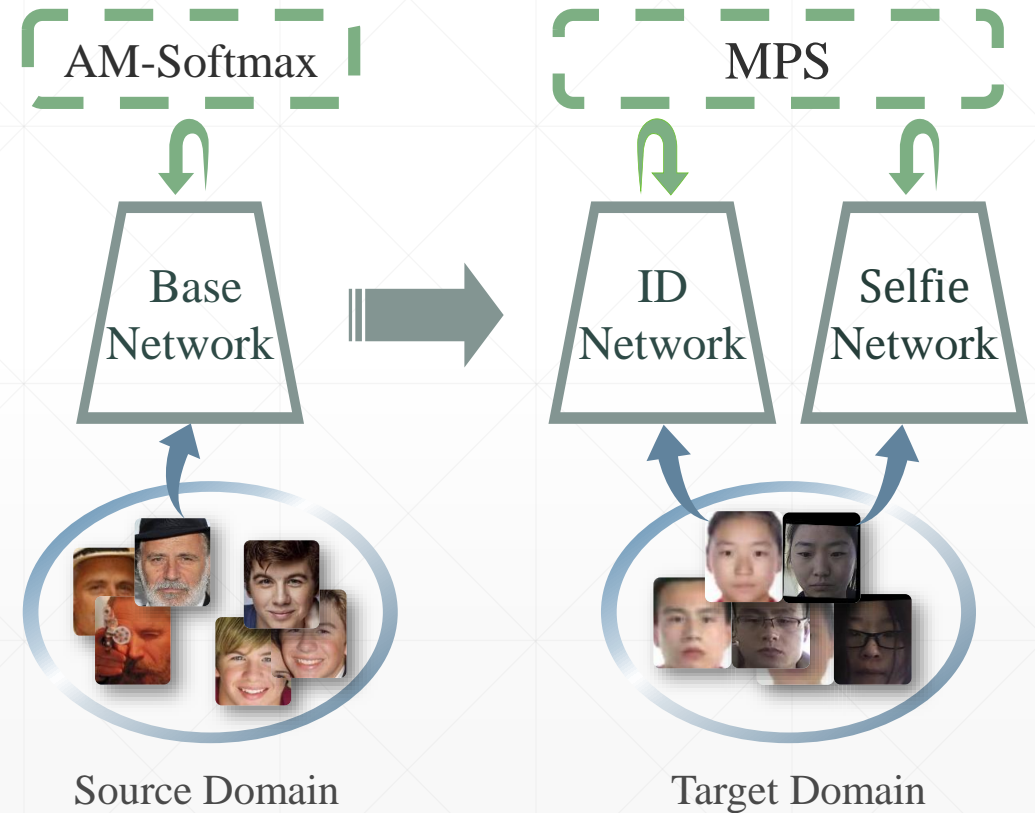 AM-Softmax
MPS
Base
Network
ID
Network
Selfie
Network
Source Domain
Target Domain